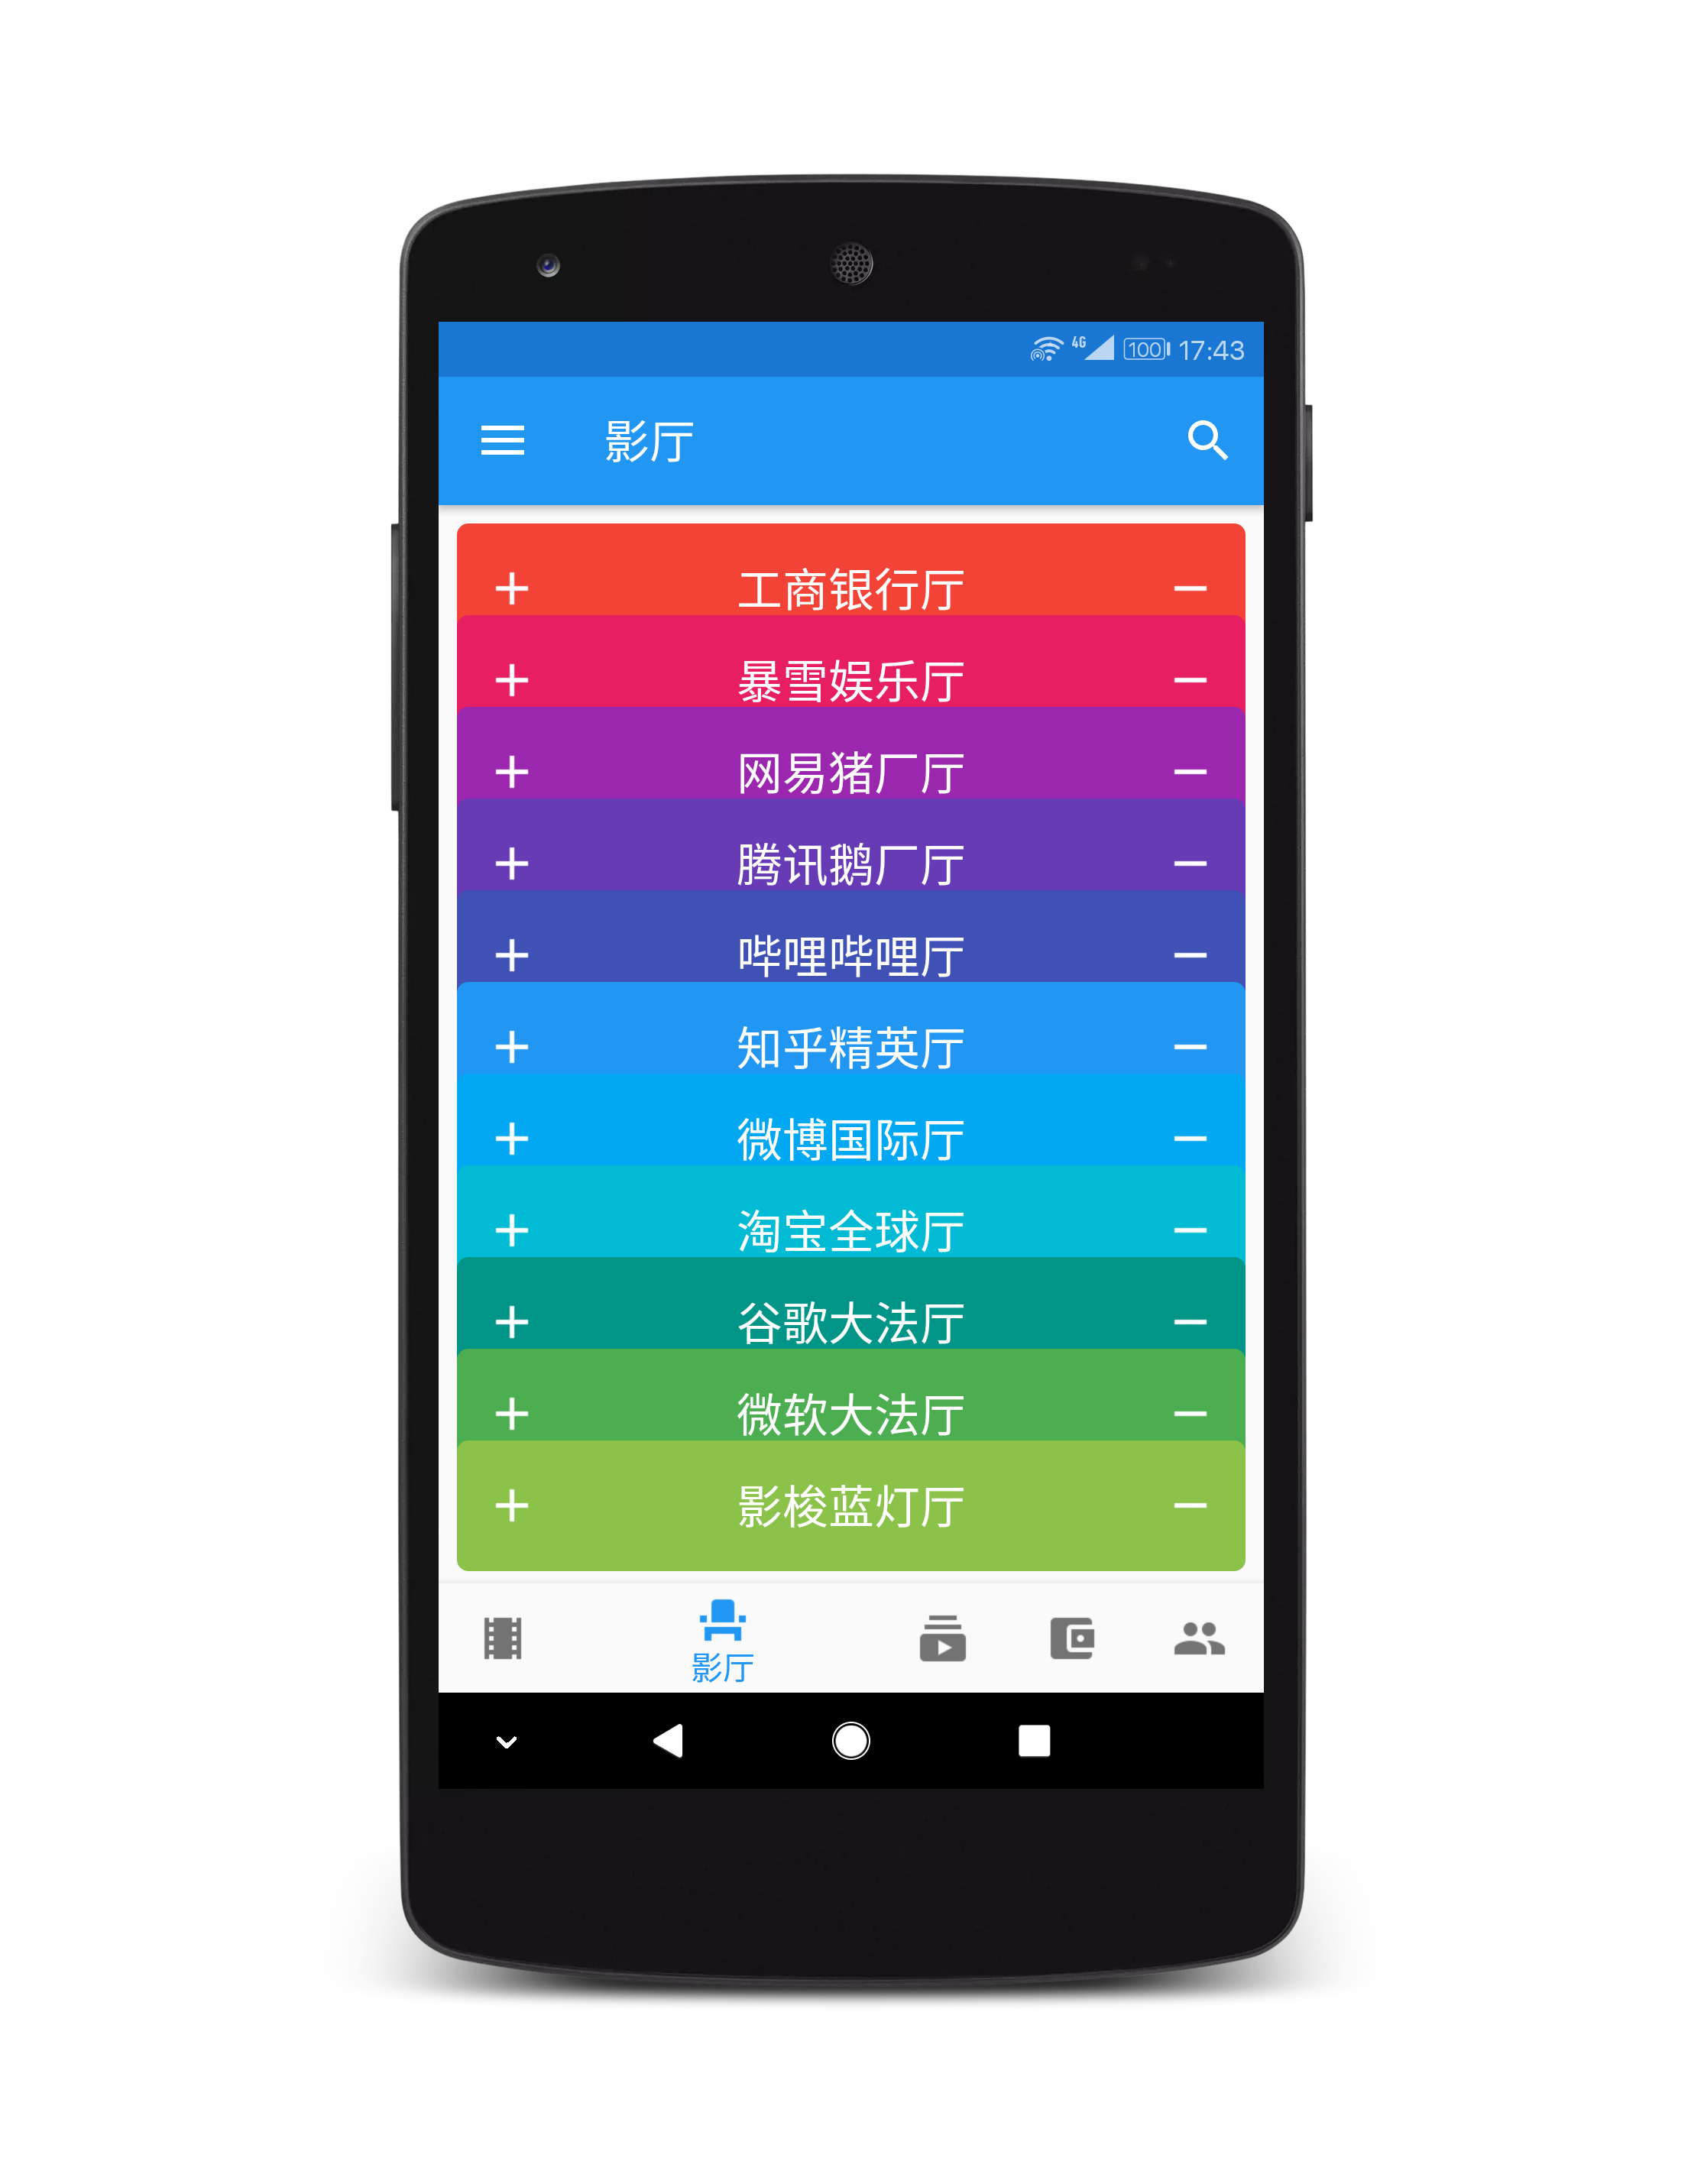 4G 100 17:43
影厅
工商银行厅
暴雪娱乐厅
网易猪厂厅
腾讯鹅厂厅
哔哩哔哩厅
知乎精英厅
微博国际厅
淘宝全球厅
谷歌大法厅
微软大法厅
影梭蓝灯厅
影厅